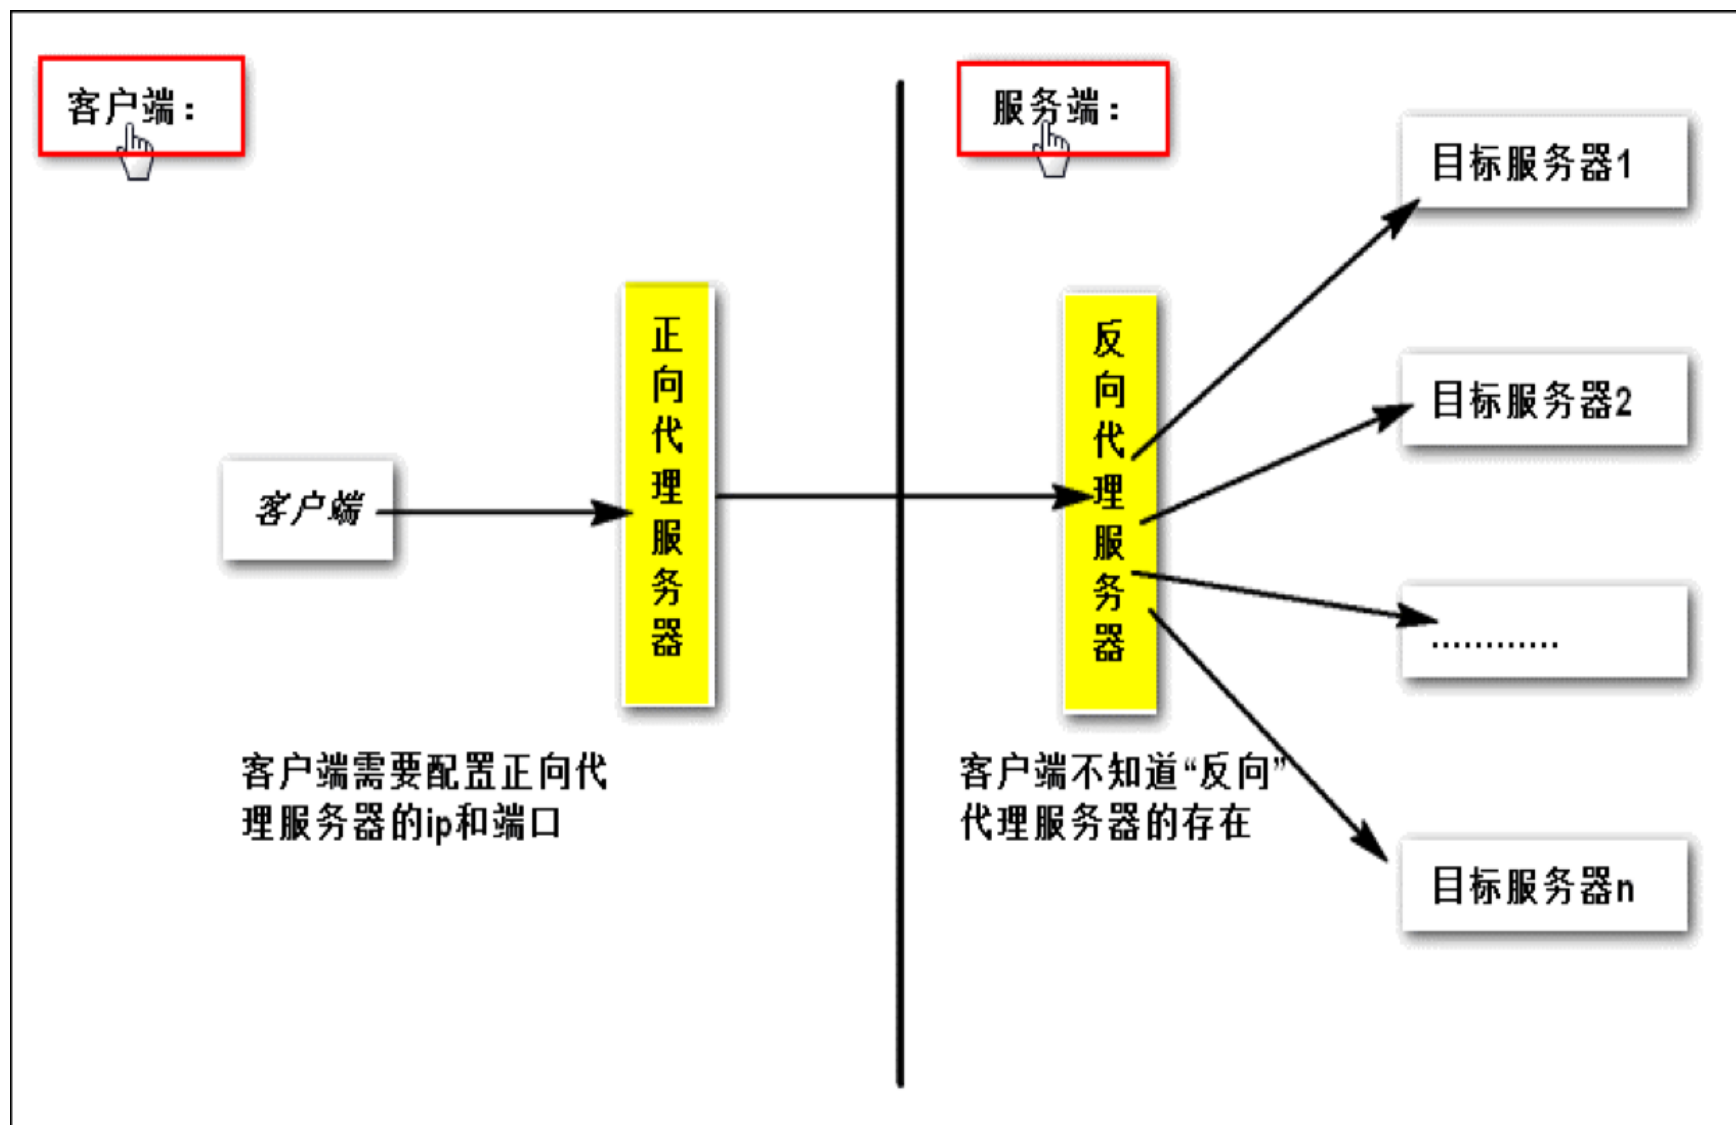 客户端：
服务端：
目标服务器1
目标服务器2
............
目标服务器n
客户端
正向代理服务器
反向代理服务器
客户端需要配置正向代
理服务器的ip和端口
客户端不知道“反向”
代理服务器的存在